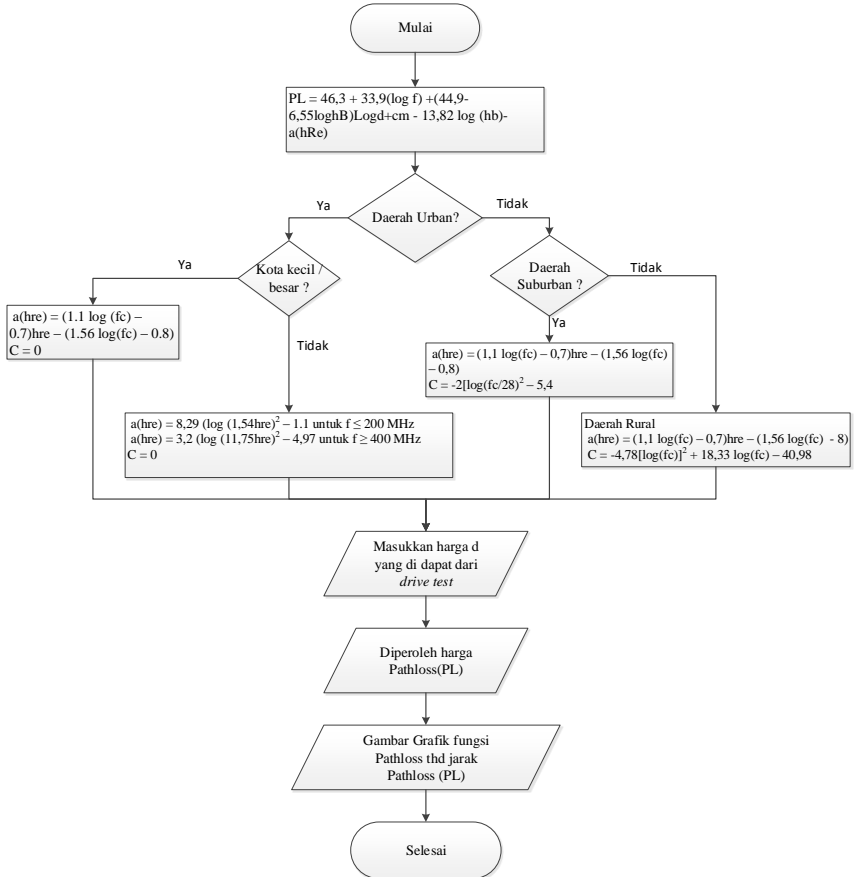 Mulai
PL = 46,3 + 33,9(log f) +(44,9-
6,55loghB)Logd+cm - 13,82 log (hb)-
a(hRe)
Ya
Daerah Urban?
Tidak
Ya
Kota kecil /
besar ?
Daerah
Suburban ?
Tidak
a(hre) = (1.1 log (fc) –
0.7)hre – (1.56 log(fc) – 0.8)
C = 0
Tidak
Ya
a(hre) = (1,1 log(fc) – 0,7)hre – (1,56 log(fc)
– 0,8)
C = -2[log(fc/28)² – 5,4
a(hre) = 8,29 (log (1,54hre)² – 1.1 untuk f ≤ 200 MHz
a(hre) = 3,2 (log (11,75hre)² – 4,97 untuk f ≥ 400 MHz
C = 0
Daerah Rural
a(hre) = (1,1 log(fc) – 0,7)hre – (1,56 log(fc) - 8)
C = -4,78[log(fc)]² + 18,33 log(fc) – 40,98
Masukkan harga d
yang di dapat dari
drive test
Diperoleh harga
Pathloss(PL)
Gambar Grafik fungsi
Pathloss thd jarak
Pathloss (PL)
Selesai